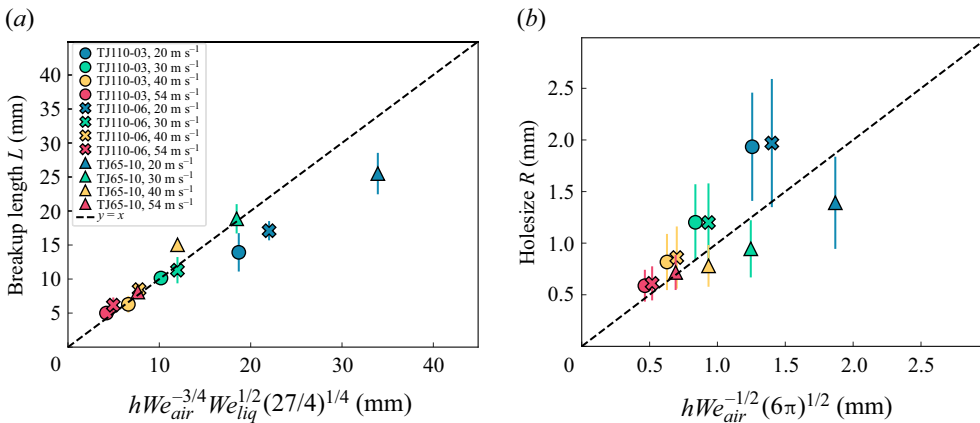 (a)
Breakup length L (mm)
40
35
30
25
20
15
10
5
0
10
20
30
40
TJ110-03, 20 m s⁻¹
TJ110-03, 30 m s⁻¹
TJ110-03, 40 m s⁻¹
TJ110-03, 54 m s⁻¹
TJ110-06, 20 m s⁻¹
TJ110-06, 30 m s⁻¹
TJ110-06, 40 m s⁻¹
TJ110-06, 54 m s⁻¹
TJ65-10, 20 m s⁻¹
TJ65-10, 30 m s⁻¹
TJ65-10, 40 m s⁻¹
TJ65-10, 54 m s⁻¹
y = x
hWe_air^−3/4 We_liq^1/2 (27/4)^1/4 (mm)
(b)
Holesize R (mm)
2.5
2.0
1.5
1.0
0.5
0
0.5
1.0
1.5
2.0
2.5
hWe_air^−1/2 (6π)^1/2 (mm)